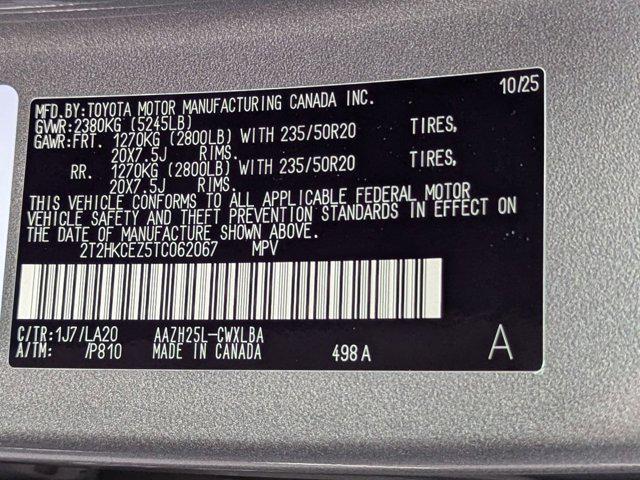 MFD.BY:TOYOTA MOTOR MANUFACTURING CANADA INC. 10/25
GVWR:2380KG (5245LB)
GAWR:FRT. 1270KG (2800LB) WITH 235/50R20 TIRES,
20X7.5J RIMS.
RR. 1270KG (2800LB) WITH 235/50R20 TIRES,
20X7.5J RIMS.
THIS VEHICLE CONFORMS TO ALL APPLICABLE FEDERAL MOTOR
VEHICLE SAFETY AND THEFT PREVENTION STANDARDS IN EFFECT ON
THE DATE OF MANUFACTURE SHOWN ABOVE.
2T2HKCEZ5TC062067 MPV
C/TR:1J7/LA20 AAZH25L-CWXLBA
A/TM: /P810 MADE IN CANADA 498A A